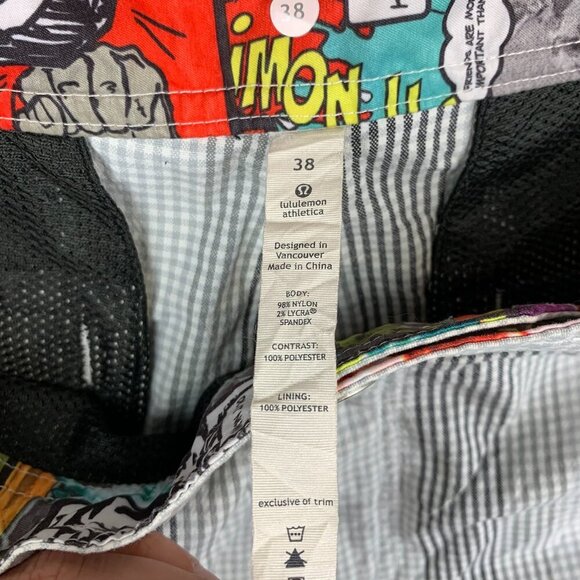 38
IMON
FRIENDS ARE MORE
IMPORTANT THAN
38
lululemon
athletica
Designed in
Vancouver
Made in China
BODY:
98% NYLON
2% LYCRA®
SPANDEX
CONTRAST:
100% POLYESTER
LINING:
100% POLYESTER
exclusive of trim